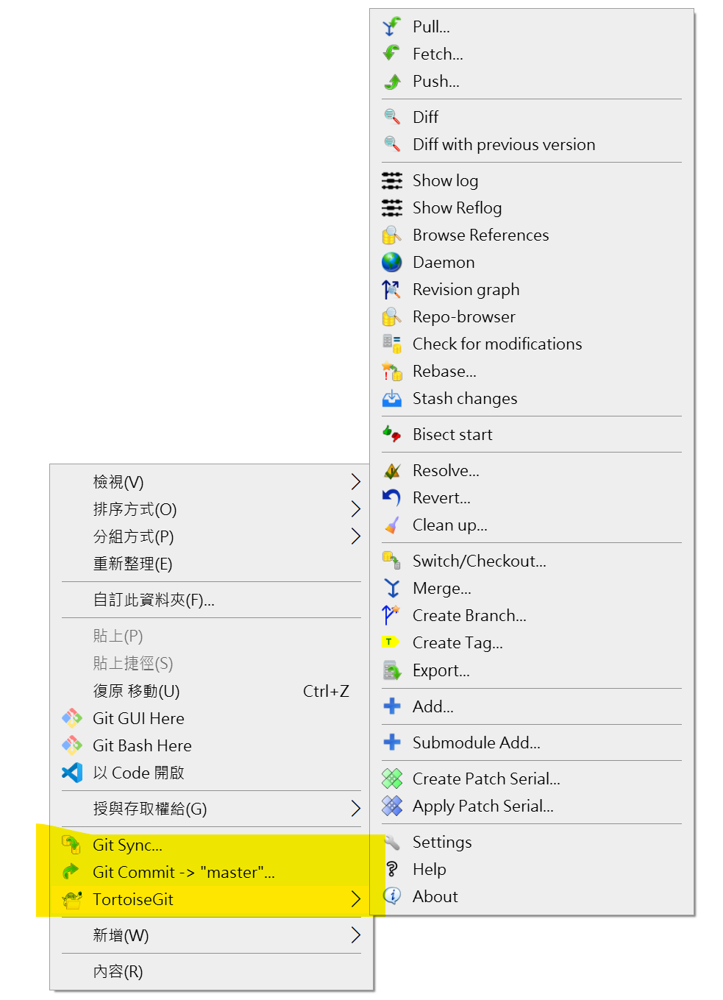 Pull...
Fetch...
Push...
Diff
Diff with previous version
Show log
Show Reflog
Browse References
Daemon
Revision graph
Repo-browser
Check for modifications
Rebase...
Stash changes
Bisect start
Resolve...
Revert...
Clean up...
Switch/Checkout...
Merge...
Create Branch...
Create Tag...
Export...
Add...
Submodule Add...
Create Patch Serial...
Apply Patch Serial...
Settings
Help
About
檢視(V)
排序方式(O)
分組方式(P)
重新整理(E)
自訂此資料夾(F)...
貼上(P)
貼上捷徑(S)
復原 移動(U) Ctrl+Z
Git GUI Here
Git Bash Here
以 Code 開啟
授與存取權給(G)
Git Sync...
Git Commit -> "master"...
TortoiseGit
新增(W)
內容(R)